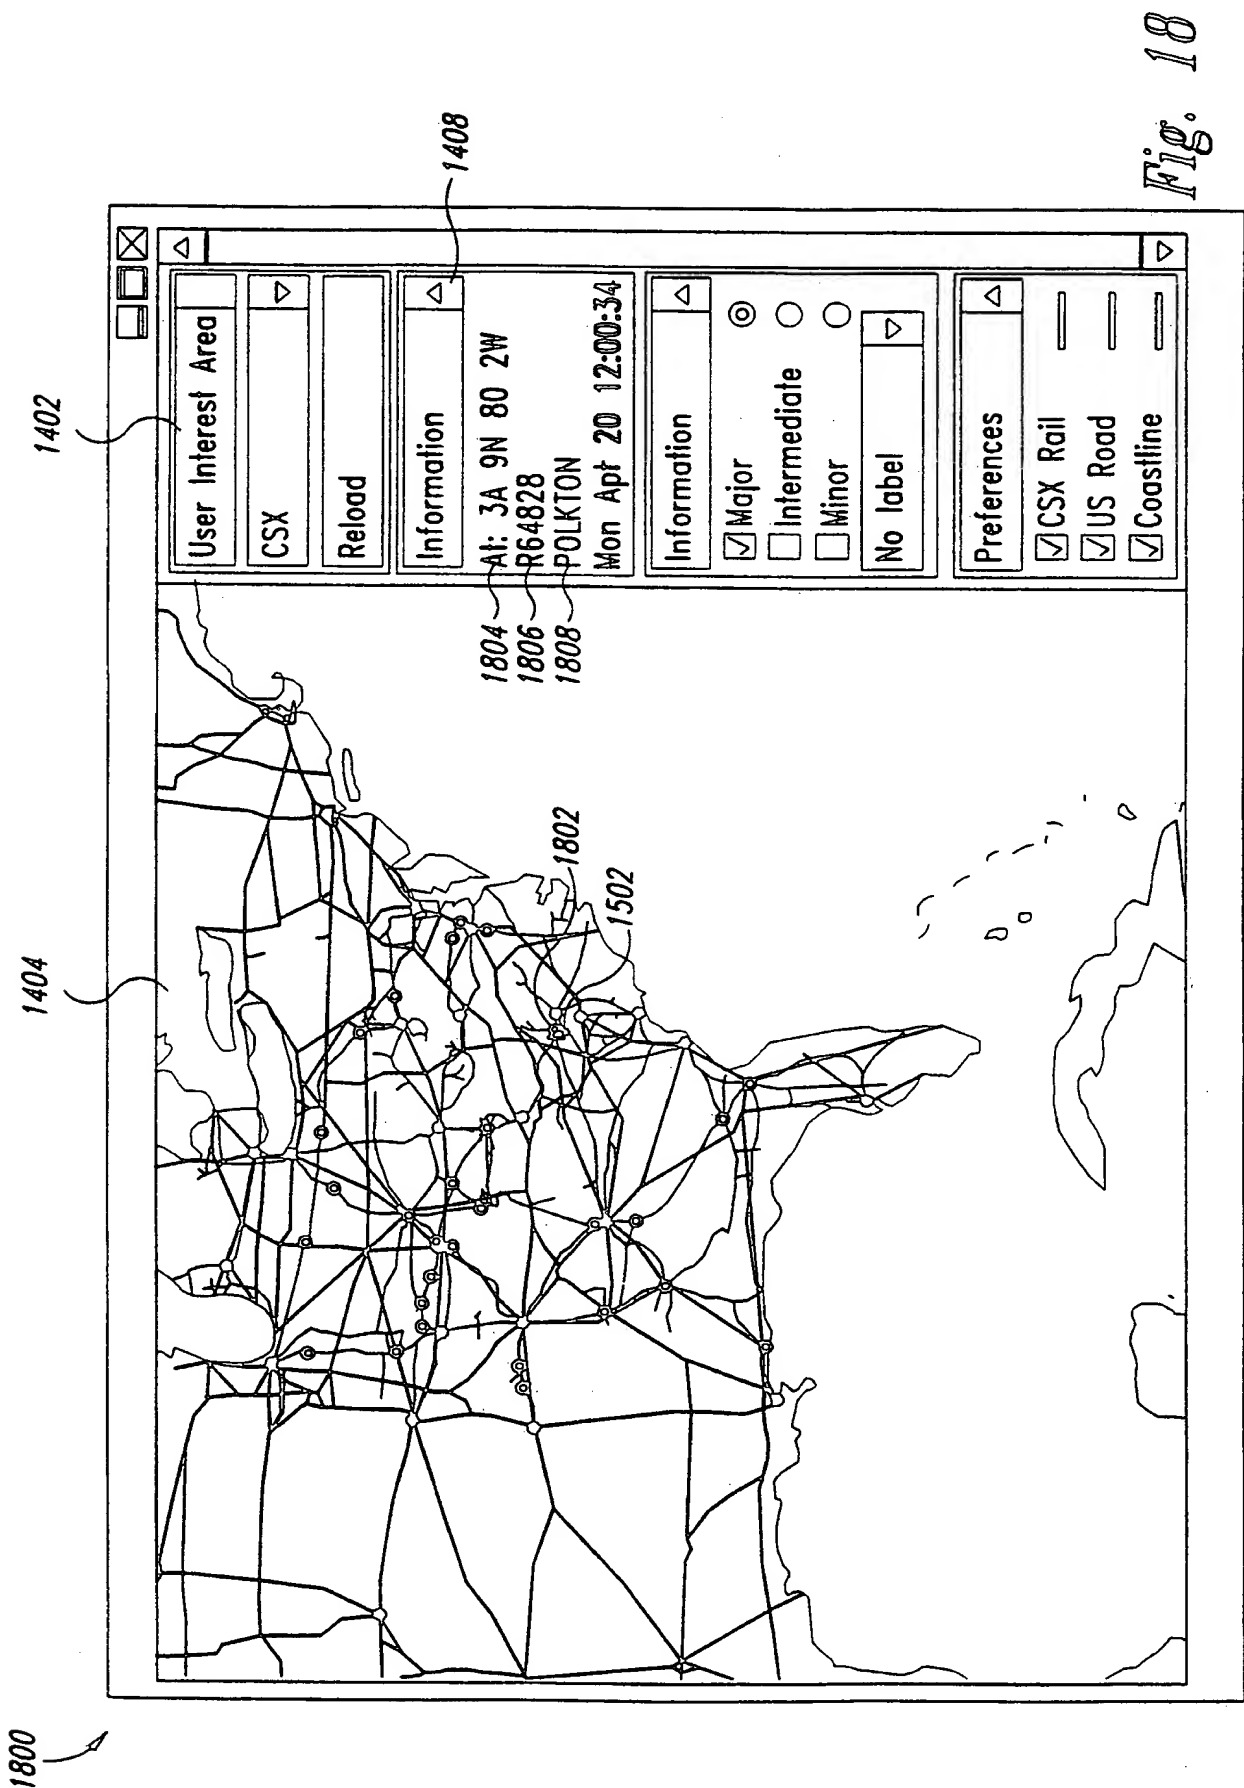 1800
1404
1402
User Interest Area
CSX
Reload
Information
1408
1804
At: 3A 9N 80 2W
1806
R64828
1808
POLKTON
Mon Apt 20 12:00:34
Information
Major
Intermediate
Minor
No label
Preferences
CSX Rail
US Road
Coastline
1802
1502
Fig. 18